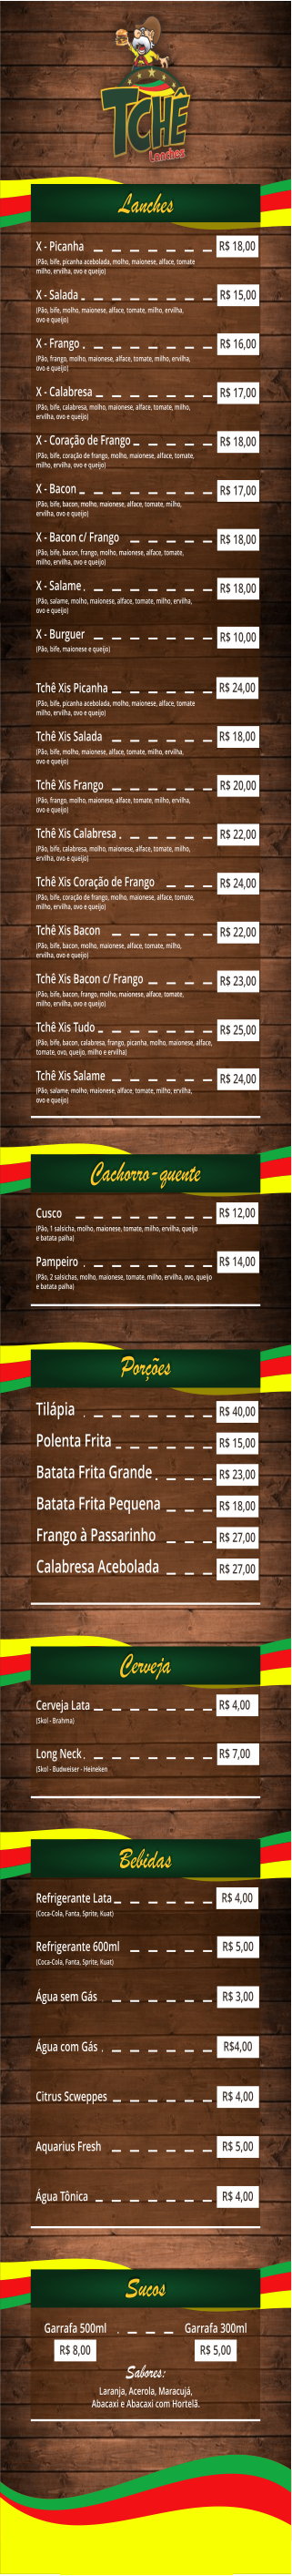 TCHÊ
Lanches
Lanches
X - Picanha R$ 18,00
(Pão, bife, picanha acebolada, molho, maionese, alface, tomate
milho, ervilha, ovo e queijo)
X - Salada R$ 15,00
(Pão, bife, molho, maionese, alface, tomate, milho, ervilha,
ovo e queijo)
X - Frango R$ 16,00
(Pão, frango, molho, maionese, alface, tomate, milho, ervilha,
ovo e queijo)
X - Calabresa R$ 17,00
(Pão, bife, calabresa, molho, maionese, alface, tomate, milho,
ervilha, ovo e queijo)
X - Coração de Frango R$ 18,00
(Pão, bife, coração de frango, molho, maionese, alface, tomate,
milho, ervilha, ovo e queijo)
X - Bacon R$ 17,00
(Pão, bife, bacon, molho, maionese, alface, tomate, milho,
ervilha, ovo e queijo)
X - Bacon c/ Frango R$ 18,00
(Pão, bife, bacon, frango, molho, maionese, alface, tomate,
milho, ervilha, ovo e queijo)
X - Salame R$ 18,00
(Pão, salame, molho, maionese, alface, tomate, milho, ervilha,
ovo e queijo)
X - Burguer R$ 10,00
(Pão, bife, maionese e queijo)
Tchê Xis Picanha R$ 24,00
(Pão, bife, picanha acebolada, molho, maionese, alface, tomate
milho, ervilha, ovo e queijo)
Tchê Xis Salada R$ 18,00
(Pão, bife, molho, maionese, alface, tomate, milho, ervilha,
ovo e queijo)
Tchê Xis Frango R$ 20,00
(Pão, frango, molho, maionese, alface, tomate, milho, ervilha,
ovo e queijo)
Tchê Xis Calabresa R$ 22,00
(Pão, bife, calabresa, molho, maionese, alface, tomate, milho,
ervilha, ovo e queijo)
Tchê Xis Coração de Frango R$ 24,00
(Pão, bife, coração de frango, molho, maionese, alface, tomate,
milho, ervilha, ovo e queijo)
Tchê Xis Bacon R$ 22,00
(Pão, bife, bacon, molho, maionese, alface, tomate, milho,
ervilha, ovo e queijo)
Tchê Xis Bacon c/ Frango R$ 23,00
(Pão, bife, bacon, frango, molho, maionese, alface, tomate,
milho, ervilha, ovo e queijo)
Tchê Xis Tudo R$ 25,00
(Pão, bife, bacon, calabresa, frango, picanha, molho, maionese, alface,
tomate, ovo, queijo, milho e ervilha)
Tchê Xis Salame R$ 24,00
(Pão, salame, molho, maionese, alface, tomate, milho, ervilha,
ovo e queijo)
Cachorro-quente
Cusco R$ 12,00
(Pão, 1 salsicha, molho, maionese, tomate, milho, ervilha, queijo
e batata palha)
Pampeiro R$ 14,00
(Pão, 2 salsichas, molho, maionese, tomate, milho, ervilha, ovo, queijo
e batata palha)
Porções
Tilápia R$ 40,00
Polenta Frita R$ 15,00
Batata Frita Grande R$ 23,00
Batata Frita Pequena R$ 18,00
Frango à Passarinho R$ 27,00
Calabresa Acebolada R$ 27,00
Cerveja
Cerveja Lata R$ 4,00
(Skol - Brahma)
Long Neck R$ 7,00
(Skol - Budweiser - Heineken
Bebidas
Refrigerante Lata R$ 4,00
(Coca-Cola, Fanta, Sprite, Kuat)
Refrigerante 600ml R$ 5,00
(Coca-Cola, Fanta, Sprite, Kuat)
Água sem Gás R$ 3,00
Água com Gás R$4,00
Citrus Scweppes R$ 4,00
Aquarius Fresh R$ 5,00
Água Tônica R$ 4,00
Sucos
Garrafa 500ml Garrafa 300ml
R$ 8,00 R$ 5,00
Sabores:
Laranja, Acerola, Maracujá,
Abacaxi e Abacaxi com Hortelã.